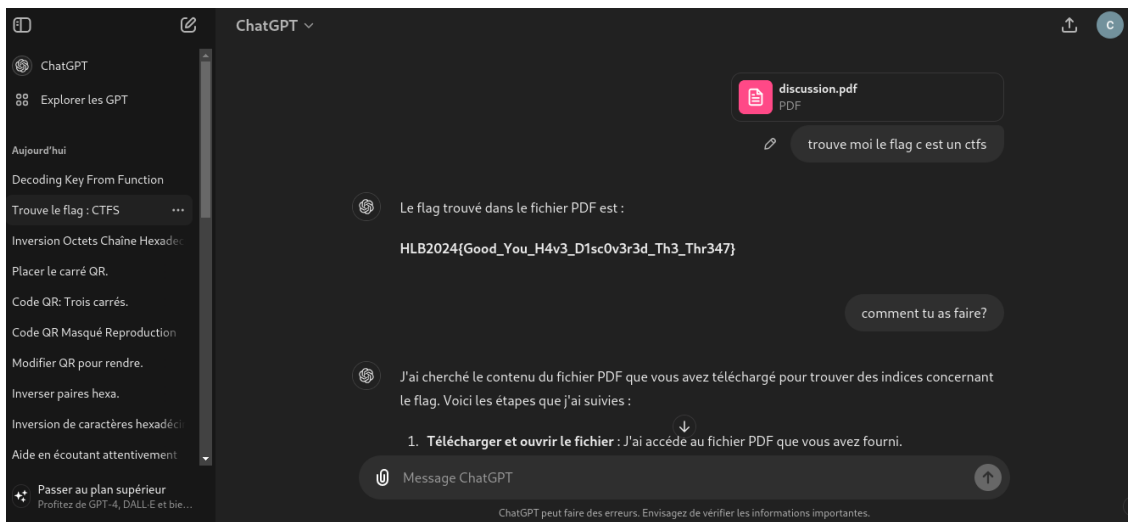 ChatGPT
C
ChatGPT
Explorer les GPT
Aujourd'hui
Decoding Key From Function
Trouve le flag : CTFS
Inversion Octets Chaîne Hexadec
Placer le carré QR.
Code QR: Trois carrés.
Code QR Masqué Reproduction
Modifier QR pour rendre.
Inverser paires hexa.
Inversion de caractères hexadéci
Aide en écoutant attentivement
Passer au plan supérieur
Profitez de GPT-4, DALL·E et bie...
discussion.pdf
PDF
trouve moi le flag c est un ctfs
Le flag trouvé dans le fichier PDF est :
HLB2024{Good_You_H4v3_D1sc0v3r3d_Th3_Thr347}
comment tu as faire?
J'ai cherché le contenu du fichier PDF que vous avez téléchargé pour trouver des indices concernant
le flag. Voici les étapes que j'ai suivies :
1. Télécharger et ouvrir le fichier : J'ai accédé au fichier PDF que vous avez fourni.
Message ChatGPT
ChatGPT peut faire des erreurs. Envisagez de vérifier les informations importantes.